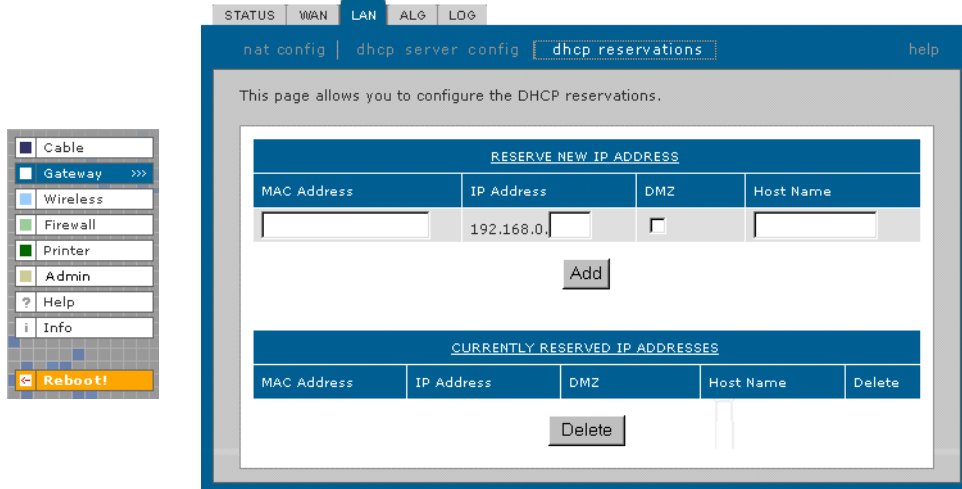 STATUS WAN LAN ALG LOG
nat config | dhcp server config dhcp reservations help
This page allows you to configure the DHCP reservations.
Cable
Gateway >>>
Wireless
Firewall
Printer
Admin
? Help
i Info
Reboot!
RESERVE NEW IP ADDRESS
MAC Address IP Address DMZ Host Name
192.168.0.
Add
CURRENTLY RESERVED IP ADDRESSES
MAC Address IP Address DMZ Host Name Delete
Delete